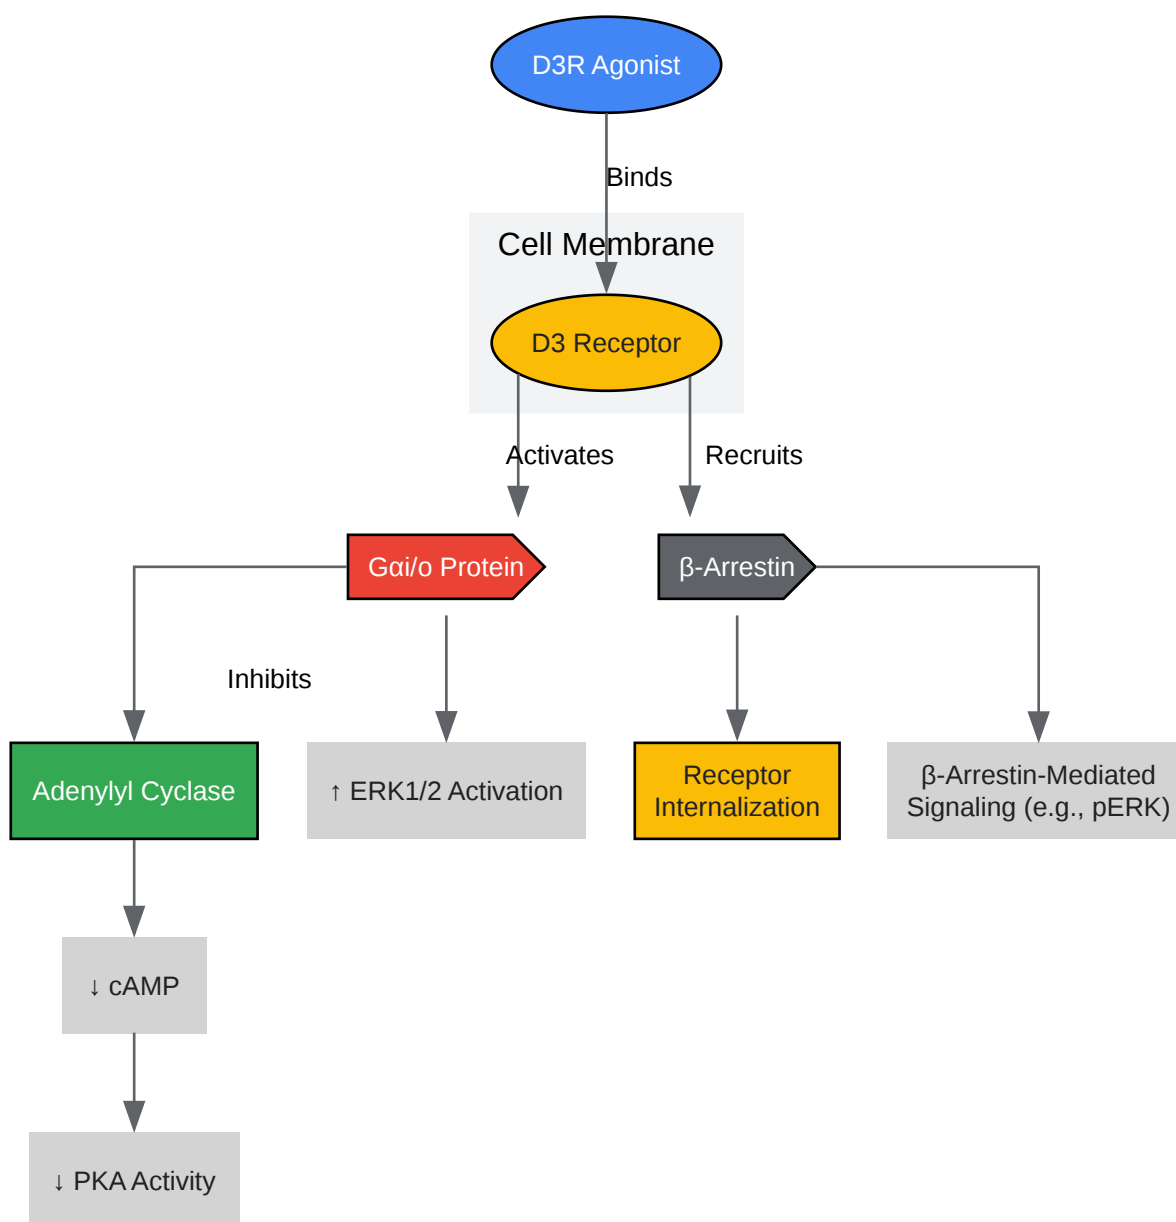 D3R Agonist
Binds
Cell Membrane
D3 Receptor
Activates
Recruits
Gαi/o Protein
β-Arrestin
Inhibits
Adenylyl Cyclase
↑ ERK1/2 Activation
Receptor
Internalization
β-Arrestin-Mediated
Signaling (e.g., pERK)
↓ cAMP
↓ PKA Activity